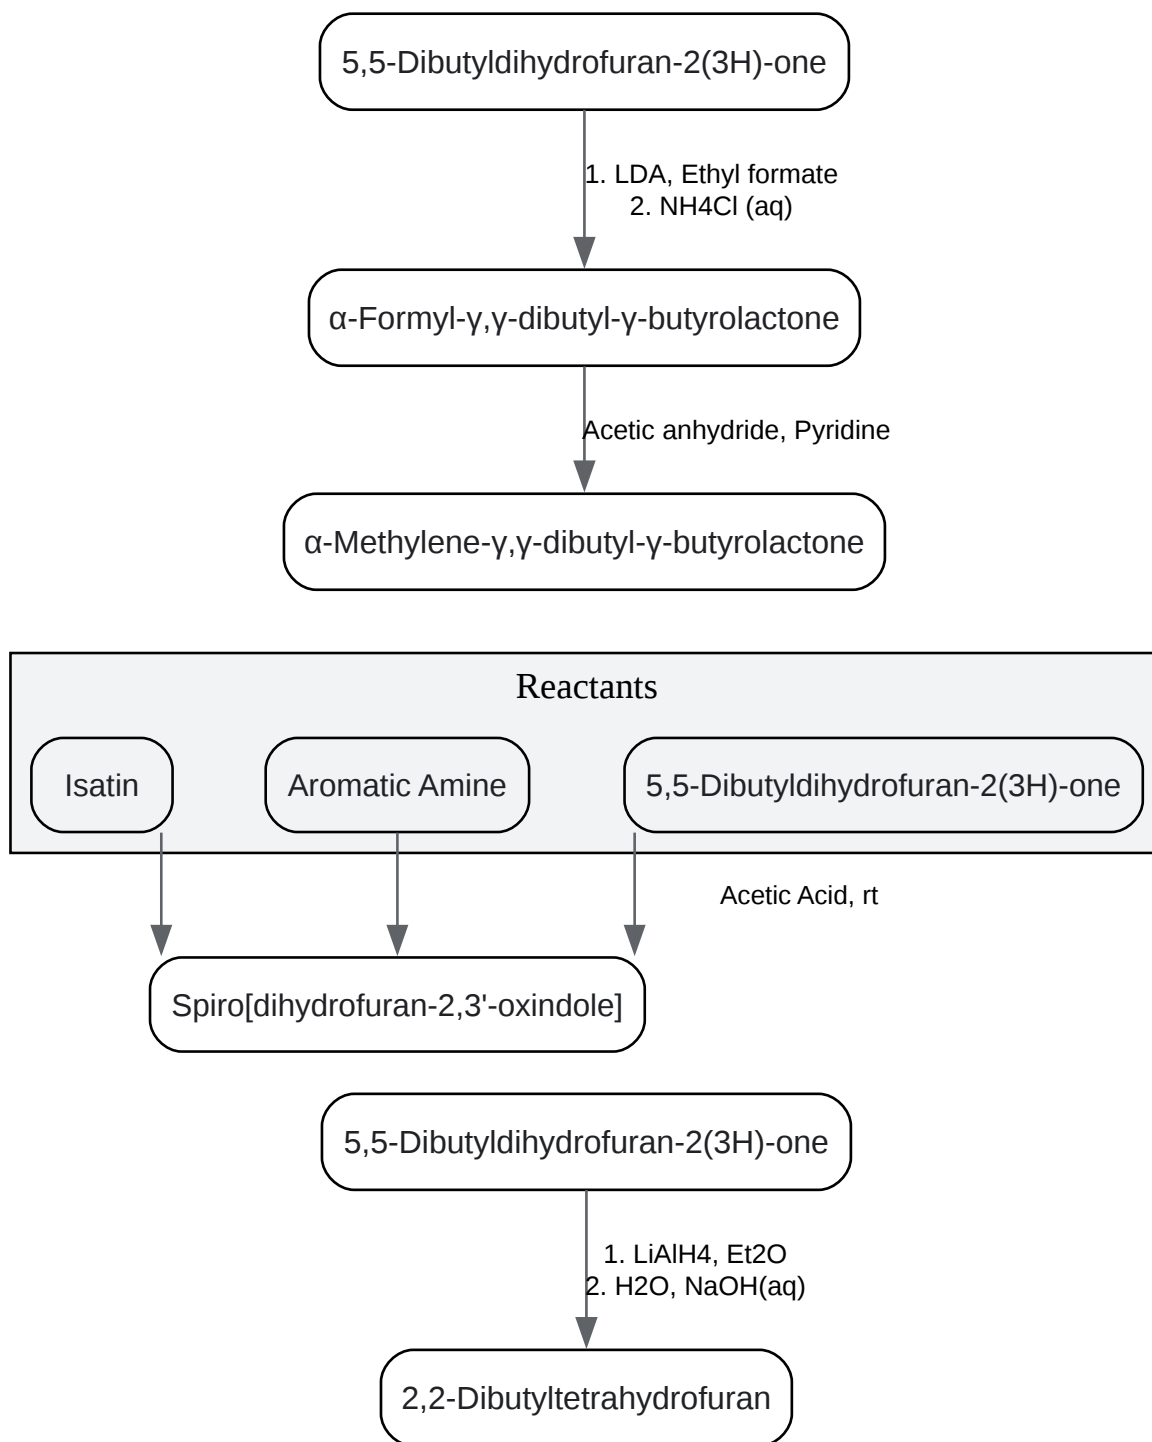 5,5-Dibutyldihydrofuran-2(3H)-one
1. LDA, Ethyl formate
2. NH4Cl (aq)
α-Formyl-γ,γ-dibutyl-γ-butyrolactone
Acetic anhydride, Pyridine
α-Methylene-γ,γ-dibutyl-γ-butyrolactone
Reactants
Isatin
Aromatic Amine
5,5-Dibutyldihydrofuran-2(3H)-one
Acetic Acid, rt
Spiro[dihydrofuran-2,3'-oxindole]
5,5-Dibutyldihydrofuran-2(3H)-one
1. LiAlH4, Et2O
2. H2O, NaOH(aq)
2,2-Dibutyltetrahydrofuran